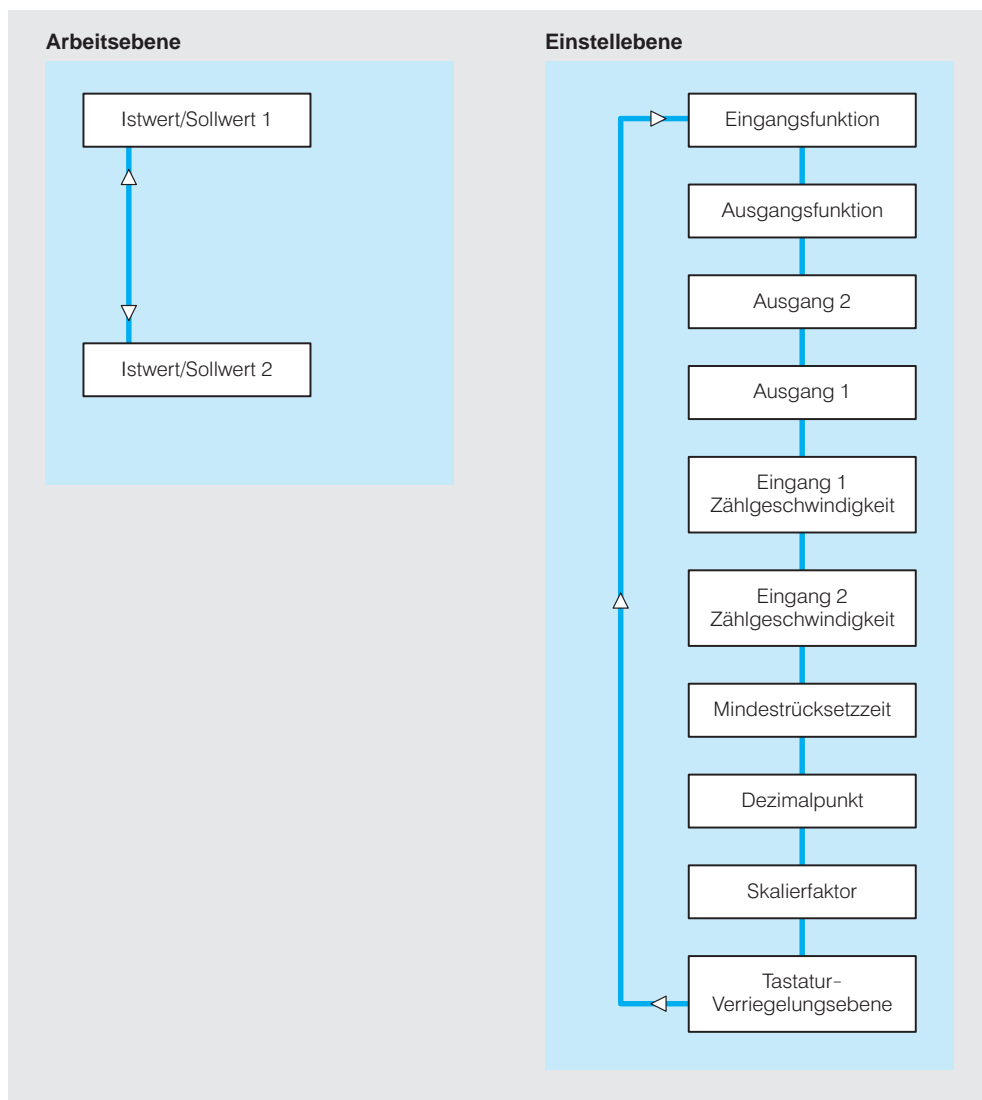 Arbeitsebene
Istwert/Sollwert 1
Istwert/Sollwert 2
Einstellebene
Eingangsfunktion
Ausgangsfunktion
Ausgang 2
Ausgang 1
Eingang 1
Zählgeschwindigkeit
Eingang 2
Zählgeschwindigkeit
Mindestrücksetzzeit
Dezimalpunkt
Skalierfaktor
Tastatur-
Verriegelungsebene